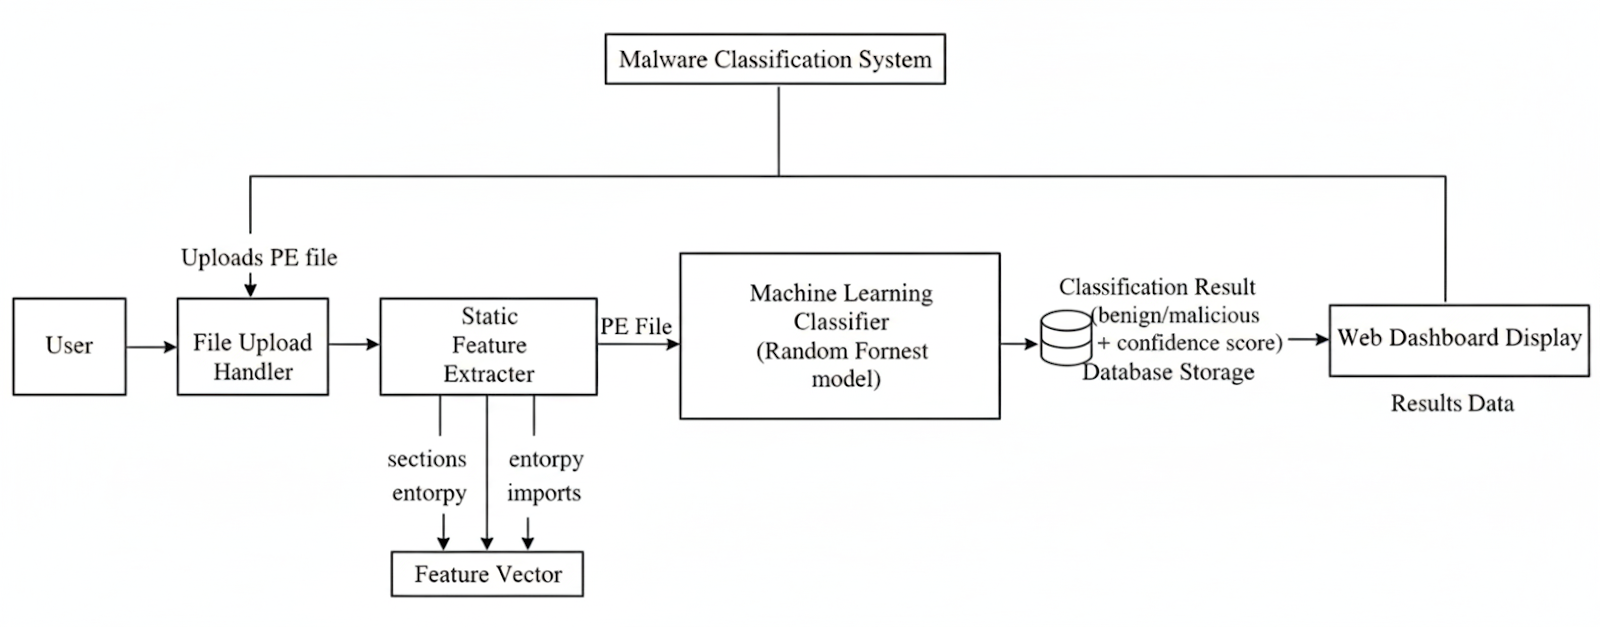 Malware Classification System
Uploads PE file
User
File Upload
Handler
Static
Feature
Extracter
PE File
Machine Learning
Classifier
(Random Fornest
model)
Classification Result
(benign/malicious
+ confidence score)
Database Storage
Web Dashboard Display
Results Data
sections
entorpy
entorpy
imports
Feature Vector